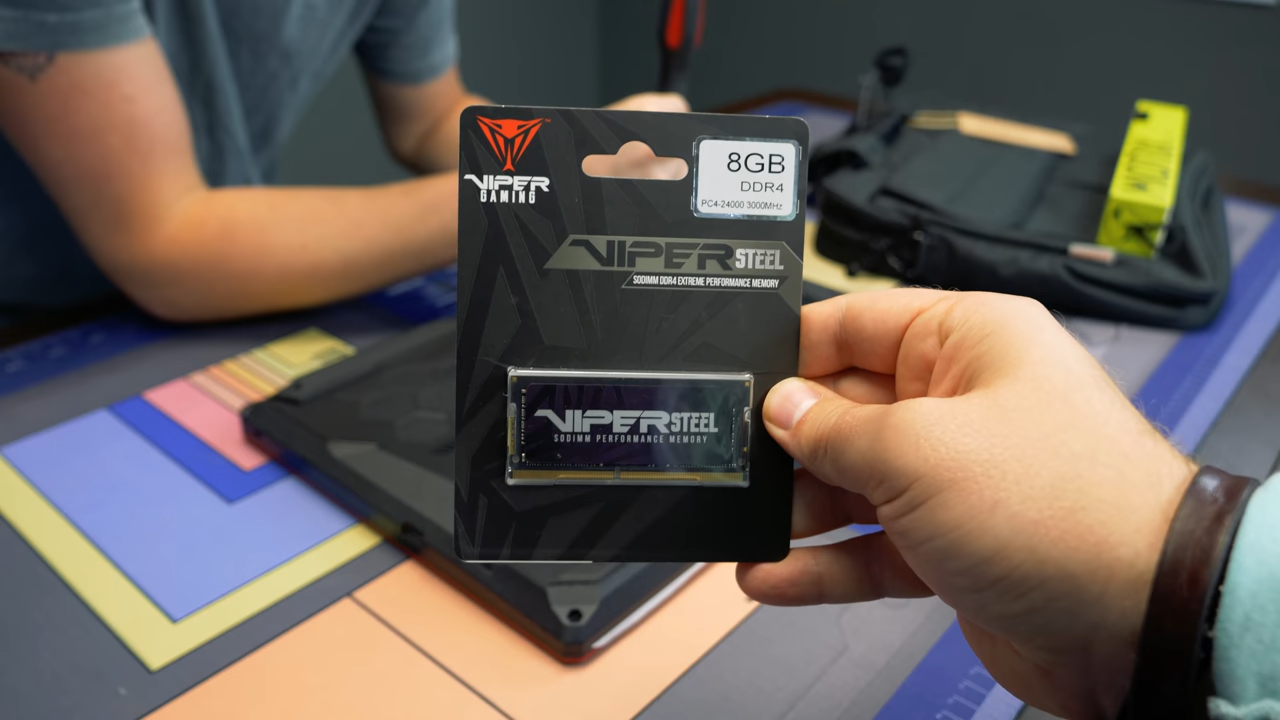 VIPER
GAMING
8GB
DDR4
PC4-24000 3000MHz
VIPER STEEL
SODIMM DDR4 EXTREME PERFORMANCE MEMORY
VIPER STEEL
SODIMM PERFORMANCE MEMORY